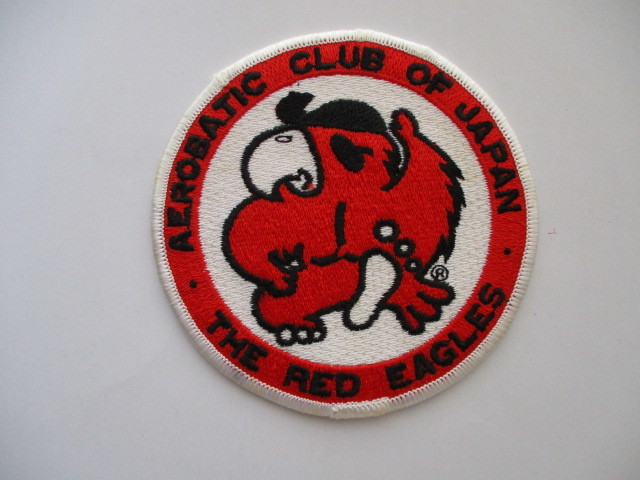 · AEROBATIC CLUB OF JAPAN ·
THE RED EAGLES
®